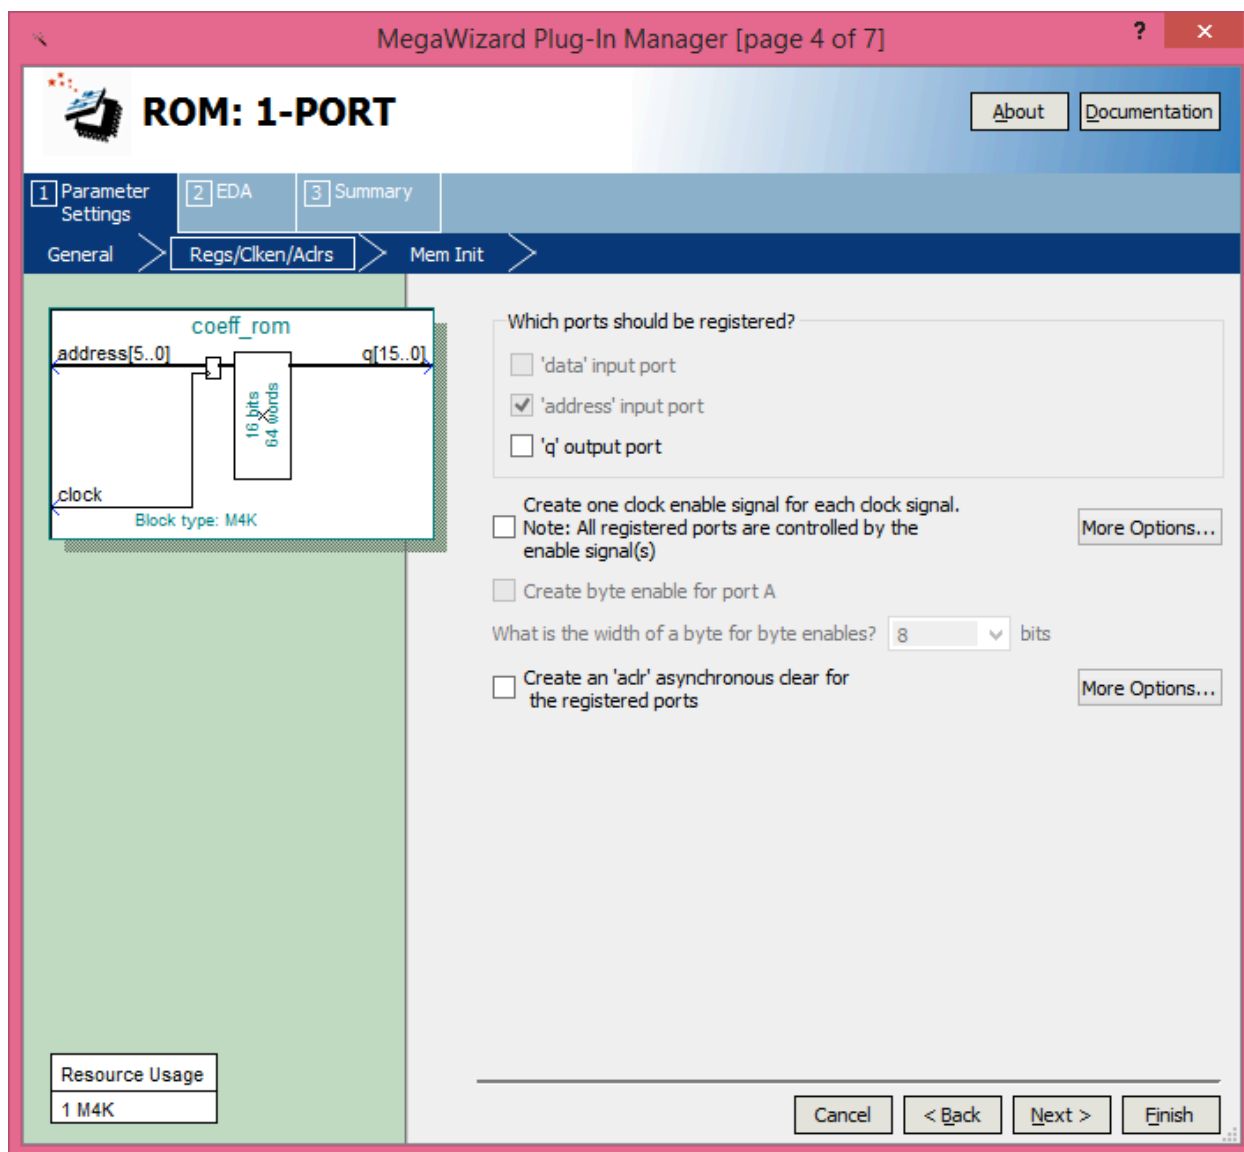 MegaWizard Plug-In Manager [page 4 of 7]
? ×
ROM: 1-PORT
About
Documentation
1 Parameter Settings
2 EDA
3 Summary
General
Regs/Clken/Aclrs
Mem Init
coeff_rom
address[5..0]
q[15..0]
16 bits
64 words
clock
Block type: M4K
Which ports should be registered?
'data' input port
'address' input port
'q' output port
Create one clock enable signal for each clock signal.
Note: All registered ports are controlled by the
enable signal(s)
More Options...
Create byte enable for port A
What is the width of a byte for byte enables? 8 bits
Create an 'aclr' asynchronous clear for
the registered ports
More Options...
Resource Usage
1 M4K
Cancel
< Back
Next >
Finish